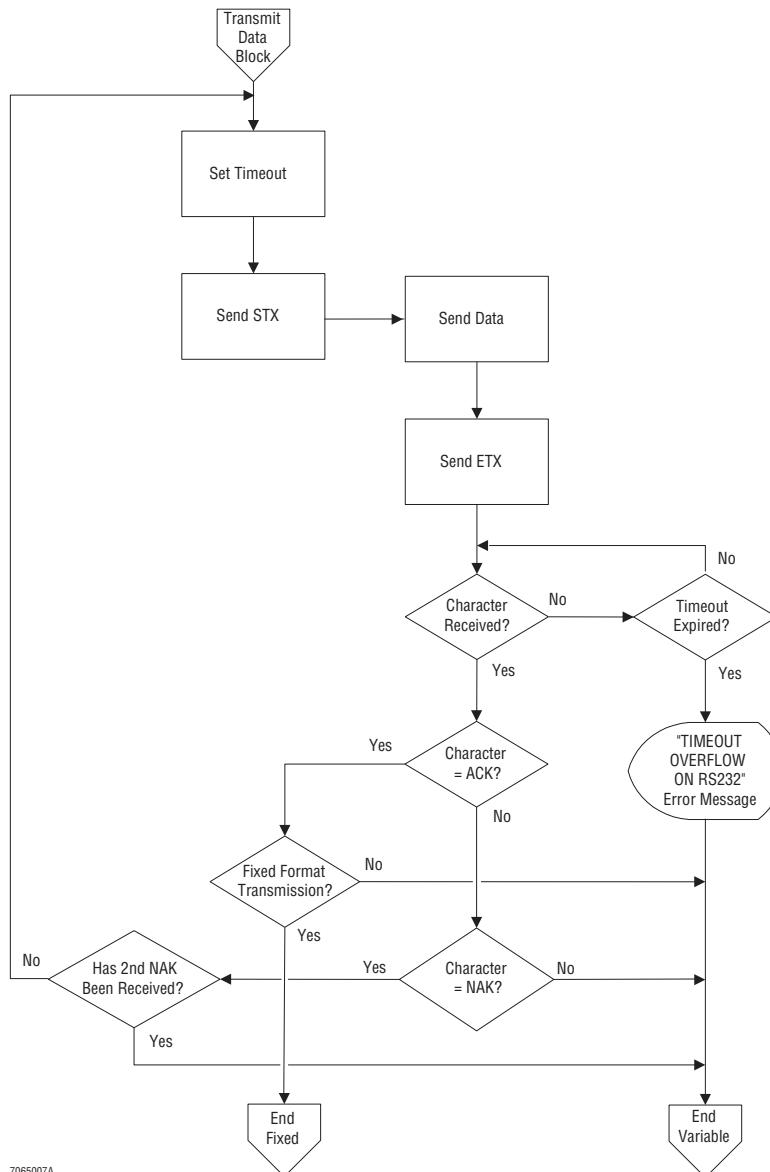 Transmit
Data
Block
Set Timeout
Send STX
Send Data
Send ETX
No
Character
Received?
No
Timeout
Expired?
Yes
Yes
Yes
Character
= ACK?
"TIMEOUT
OVERFLOW
ON RS232"
Error Message
No
Fixed Format
Transmission?
No
Yes
No
Has 2nd NAK
Been Received?
Yes
Character
= NAK?
No
Yes
End
Fixed
End
Variable
7065007A